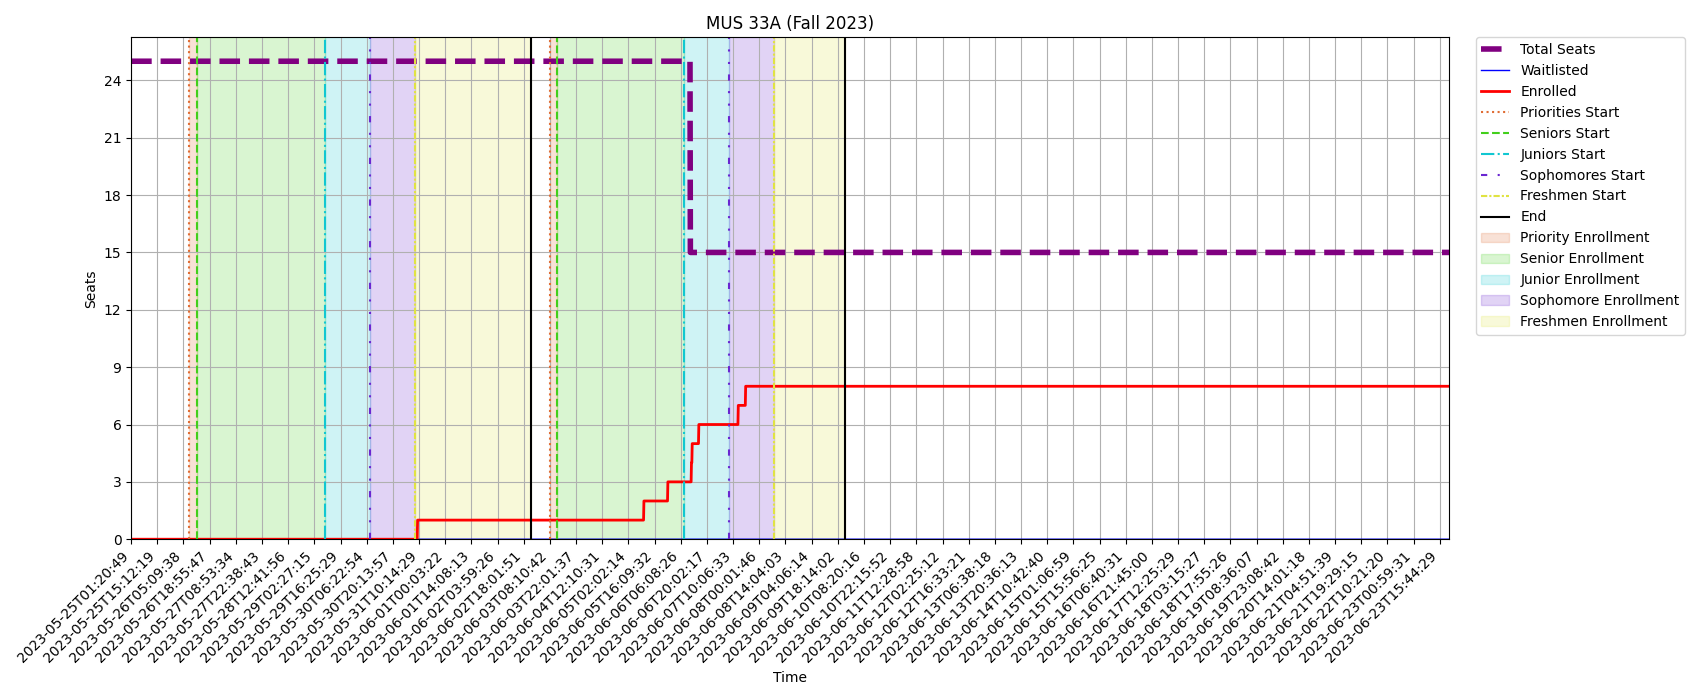 MUS 33A (Fall 2023)
Seats
24
21
18
15
12
9
6
3
0
2023-05-25T01:20:49
2023-05-25T15:12:19
2023-05-26T05:09:38
2023-05-26T18:55:47
2023-05-27T08:53:34
2023-05-27T22:38:43
2023-05-28T12:41:56
2023-05-29T02:27:15
2023-05-29T16:25:29
2023-05-30T06:22:54
2023-05-30T20:13:57
2023-05-31T10:14:29
2023-06-01T00:03:22
2023-06-01T14:08:13
2023-06-02T03:59:26
2023-06-02T18:01:51
2023-06-03T08:10:42
2023-06-03T22:01:37
2023-06-04T12:10:31
2023-06-05T02:02:14
2023-06-05T16:09:32
2023-06-06T06:08:26
2023-06-06T20:02:17
2023-06-07T10:06:33
2023-06-08T00:01:46
2023-06-08T14:04:03
2023-06-09T04:06:14
2023-06-09T18:14:02
2023-06-10T08:20:16
2023-06-10T22:15:52
2023-06-11T12:28:58
2023-06-12T02:25:12
2023-06-12T16:33:21
2023-06-13T06:38:18
2023-06-13T20:36:13
2023-06-14T10:42:40
2023-06-15T01:06:59
2023-06-15T15:56:25
2023-06-16T06:40:31
2023-06-16T21:45:00
2023-06-17T12:25:29
2023-06-18T03:15:27
2023-06-18T17:55:26
2023-06-19T08:36:07
2023-06-19T23:08:42
2023-06-20T14:01:18
2023-06-21T04:51:39
2023-06-21T19:29:15
2023-06-22T10:21:20
2023-06-23T00:59:31
2023-06-23T15:44:29
Time
Total Seats
Waitlisted
Enrolled
Priorities Start
Seniors Start
Juniors Start
Sophomores Start
Freshmen Start
End
Priority Enrollment
Senior Enrollment
Junior Enrollment
Sophomore Enrollment
Freshmen Enrollment